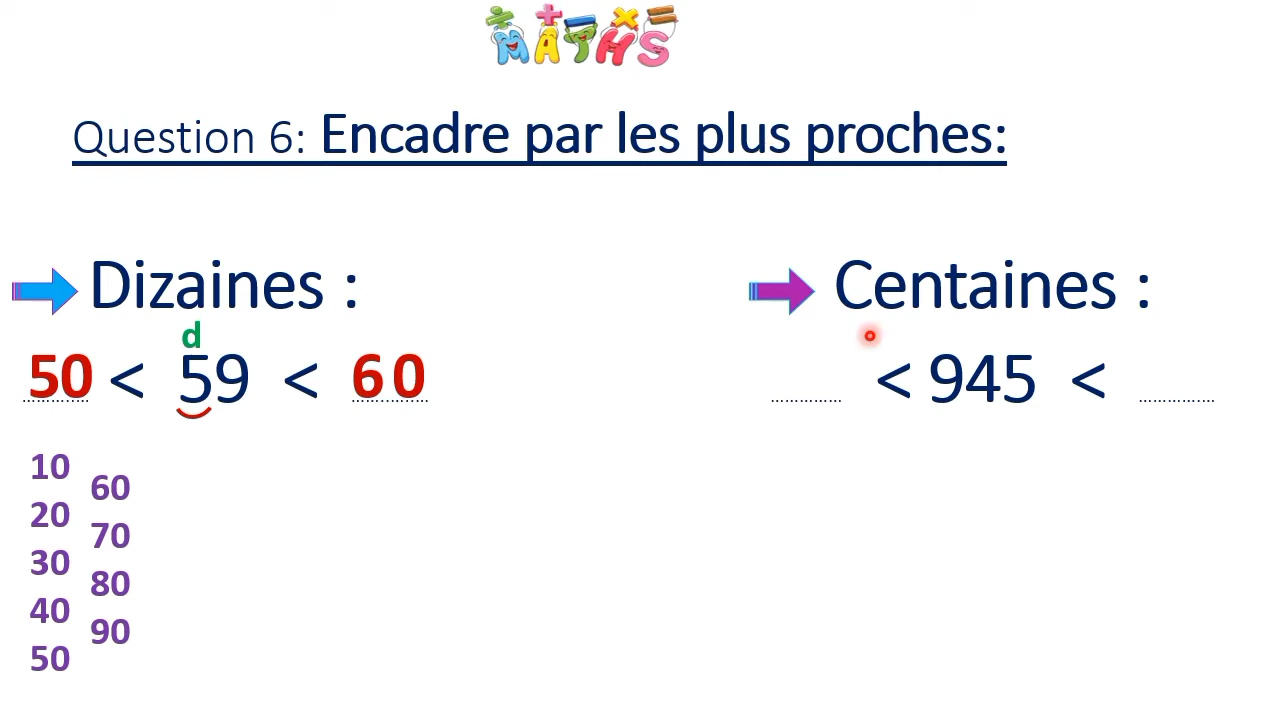 MATHS
Question 6: Encadre par les plus proches:
Dizaines :
d
50 < 59 < 60
10
20
30
40
50
60
70
80
90
Centaines :
............... < 945 < ...............